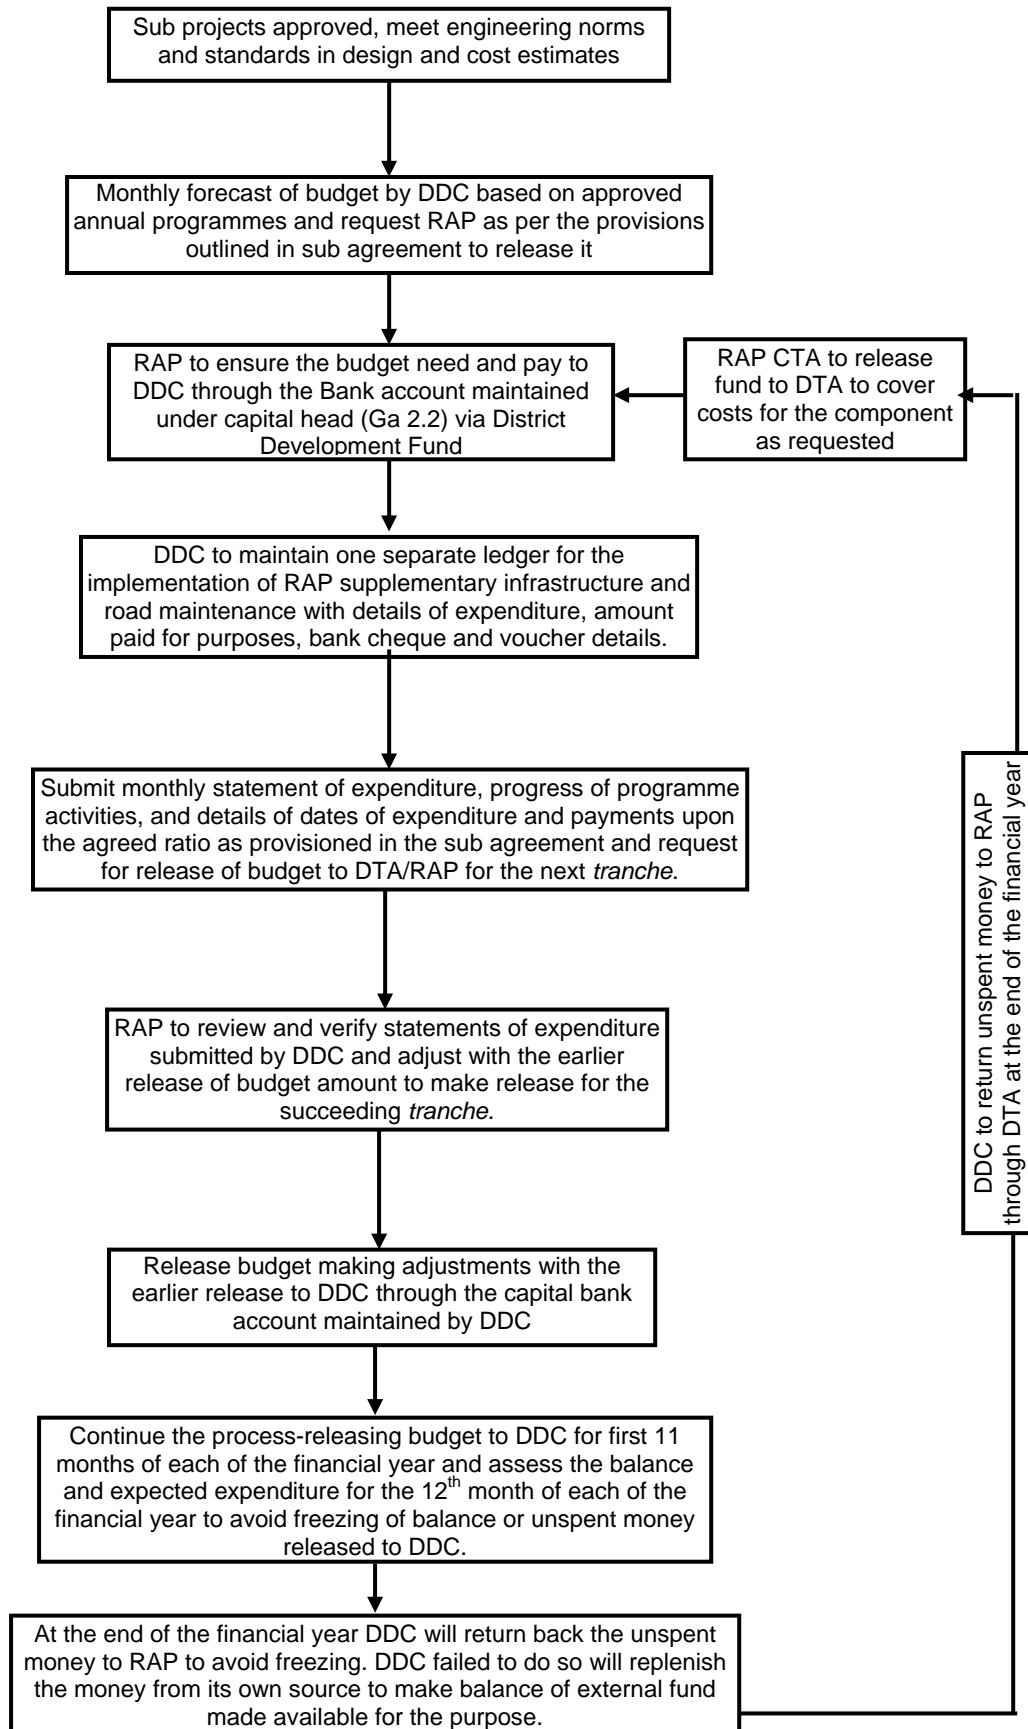 Sub projects approved, meet engineering norms
and standards in design and cost estimates
Monthly forecast of budget by DDC based on approved
annual programmes and request RAP as per the provisions
outlined in sub agreement to release it
RAP to ensure the budget need and pay to
DDC through the Bank account maintained
under capital head (Ga 2.2) via District
Development Fund
RAP CTA to release
fund to DTA to cover
costs for the component
as requested
DDC to maintain one separate ledger for the
implementation of RAP supplementary infrastructure and
road maintenance with details of expenditure, amount
paid for purposes, bank cheque and voucher details.
Submit monthly statement of expenditure, progress of programme
activities, and details of dates of expenditure and payments upon
the agreed ratio as provisioned in the sub agreement and request
for release of budget to DTA/RAP for the next tranche.
DDC to return unspent money to RAP
through DTA at the end of the financial year
RAP to review and verify statements of expenditure
submitted by DDC and adjust with the earlier
release of budget amount to make release for the
succeeding tranche.
Release budget making adjustments with the
earlier release to DDC through the capital bank
account maintained by DDC
Continue the process-releasing budget to DDC for first 11
months of each of the financial year and assess the balance
and expected expenditure for the 12th month of each of the
financial year to avoid freezing of balance or unspent money
released to DDC.
At the end of the financial year DDC will return back the unspent
money to RAP to avoid freezing. DDC failed to do so will replenish
the money from its own source to make balance of external fund
made available for the purpose.